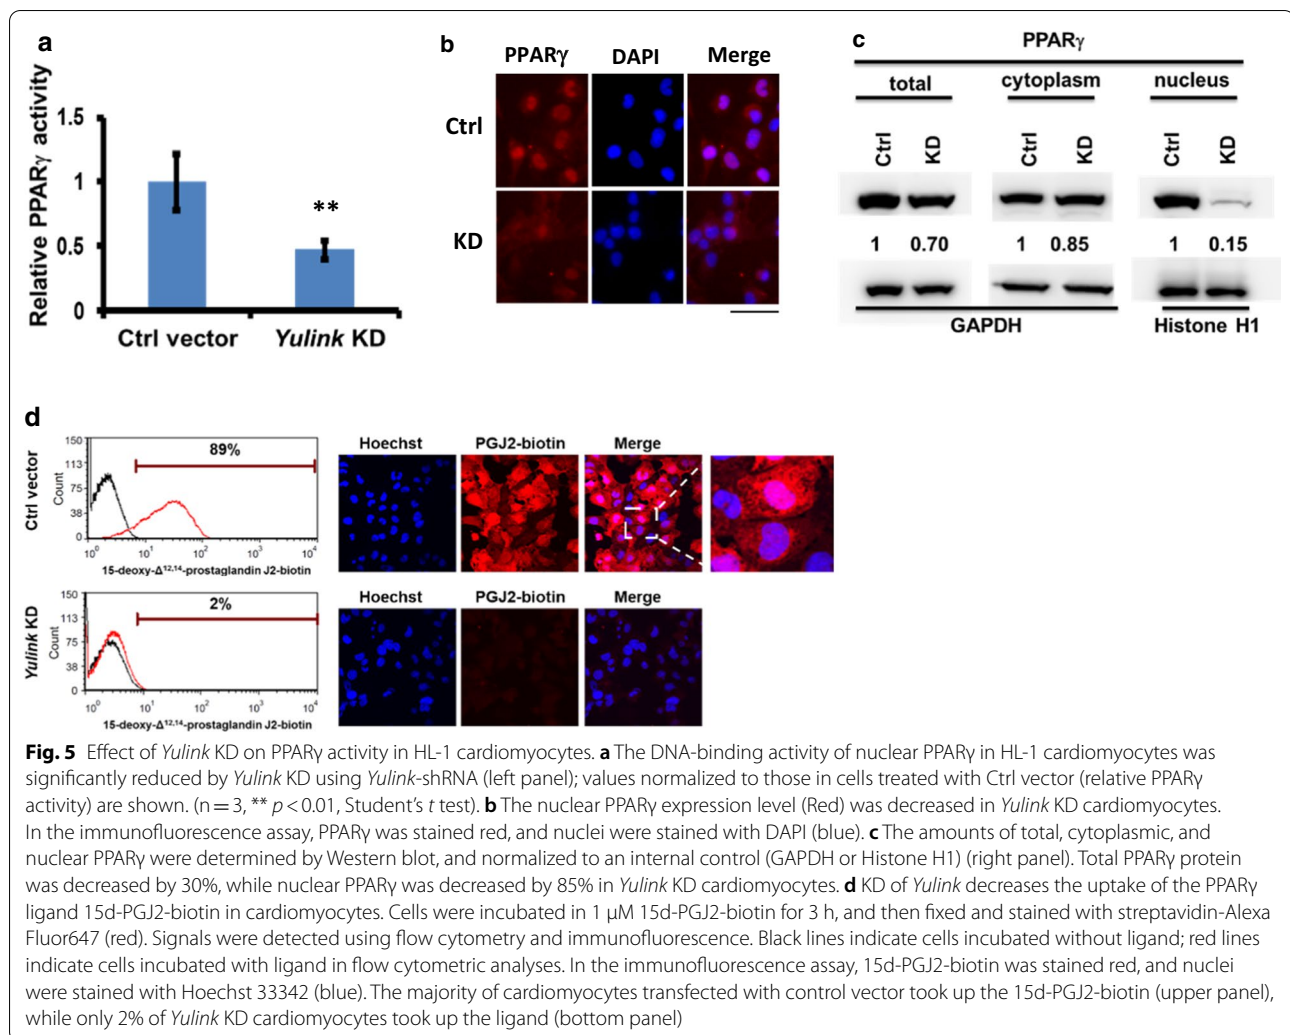 a
Relative PPARγ activity
1.5
1
0.5
0
**
Ctrl vector
Yulink KD
b
PPARγ DAPI Merge
Ctrl
KD
c
PPARγ
total cytoplasm nucleus
Ctrl KD Ctrl KD Ctrl KD
1 0.70 1 0.85 1 0.15
GAPDH Histone H1
d
Ctrl vector
Count
150
113
75
38
0
89%
10⁰ 10¹ 10² 10³ 10⁴
15-deoxy-Δ¹²,¹⁴-prostaglandin J2-biotin
Hoechst PGJ2-biotin Merge
Yulink KD
Count
150
113
75
38
0
2%
10⁰ 10¹ 10² 10³ 10⁴
15-deoxy-Δ¹²,¹⁴-prostaglandin J2-biotin
Hoechst PGJ2-biotin Merge
Fig. 5 Effect of Yulink KD on PPARγ activity in HL-1 cardiomyocytes. a The DNA-binding activity of nuclear PPARγ in HL-1 cardiomyocytes was
significantly reduced by Yulink KD using Yulink-shRNA (left panel); values normalized to those in cells treated with Ctrl vector (relative PPARγ
activity) are shown. (n = 3, ** p < 0.01, Student's t test). b The nuclear PPARγ expression level (Red) was decreased in Yulink KD cardiomyocytes.
In the immunofluorescence assay, PPARγ was stained red, and nuclei were stained with DAPI (blue). c The amounts of total, cytoplasmic, and
nuclear PPARγ were determined by Western blot, and normalized to an internal control (GAPDH or Histone H1) (right panel). Total PPARγ protein
was decreased by 30%, while nuclear PPARγ was decreased by 85% in Yulink KD cardiomyocytes. d KD of Yulink decreases the uptake of the PPARγ
ligand 15d-PGJ2-biotin in cardiomyocytes. Cells were incubated in 1 μM 15d-PGJ2-biotin for 3 h, and then fixed and stained with streptavidin-Alexa
Fluor647 (red). Signals were detected using flow cytometry and immunofluorescence. Black lines indicate cells incubated without ligand; red lines
indicate cells incubated with ligand in flow cytometric analyses. In the immunofluorescence assay, 15d-PGJ2-biotin was stained red, and nuclei
were stained with Hoechst 33342 (blue). The majority of cardiomyocytes transfected with control vector took up the 15d-PGJ2-biotin (upper panel),
while only 2% of Yulink KD cardiomyocytes took up the ligand (bottom panel)